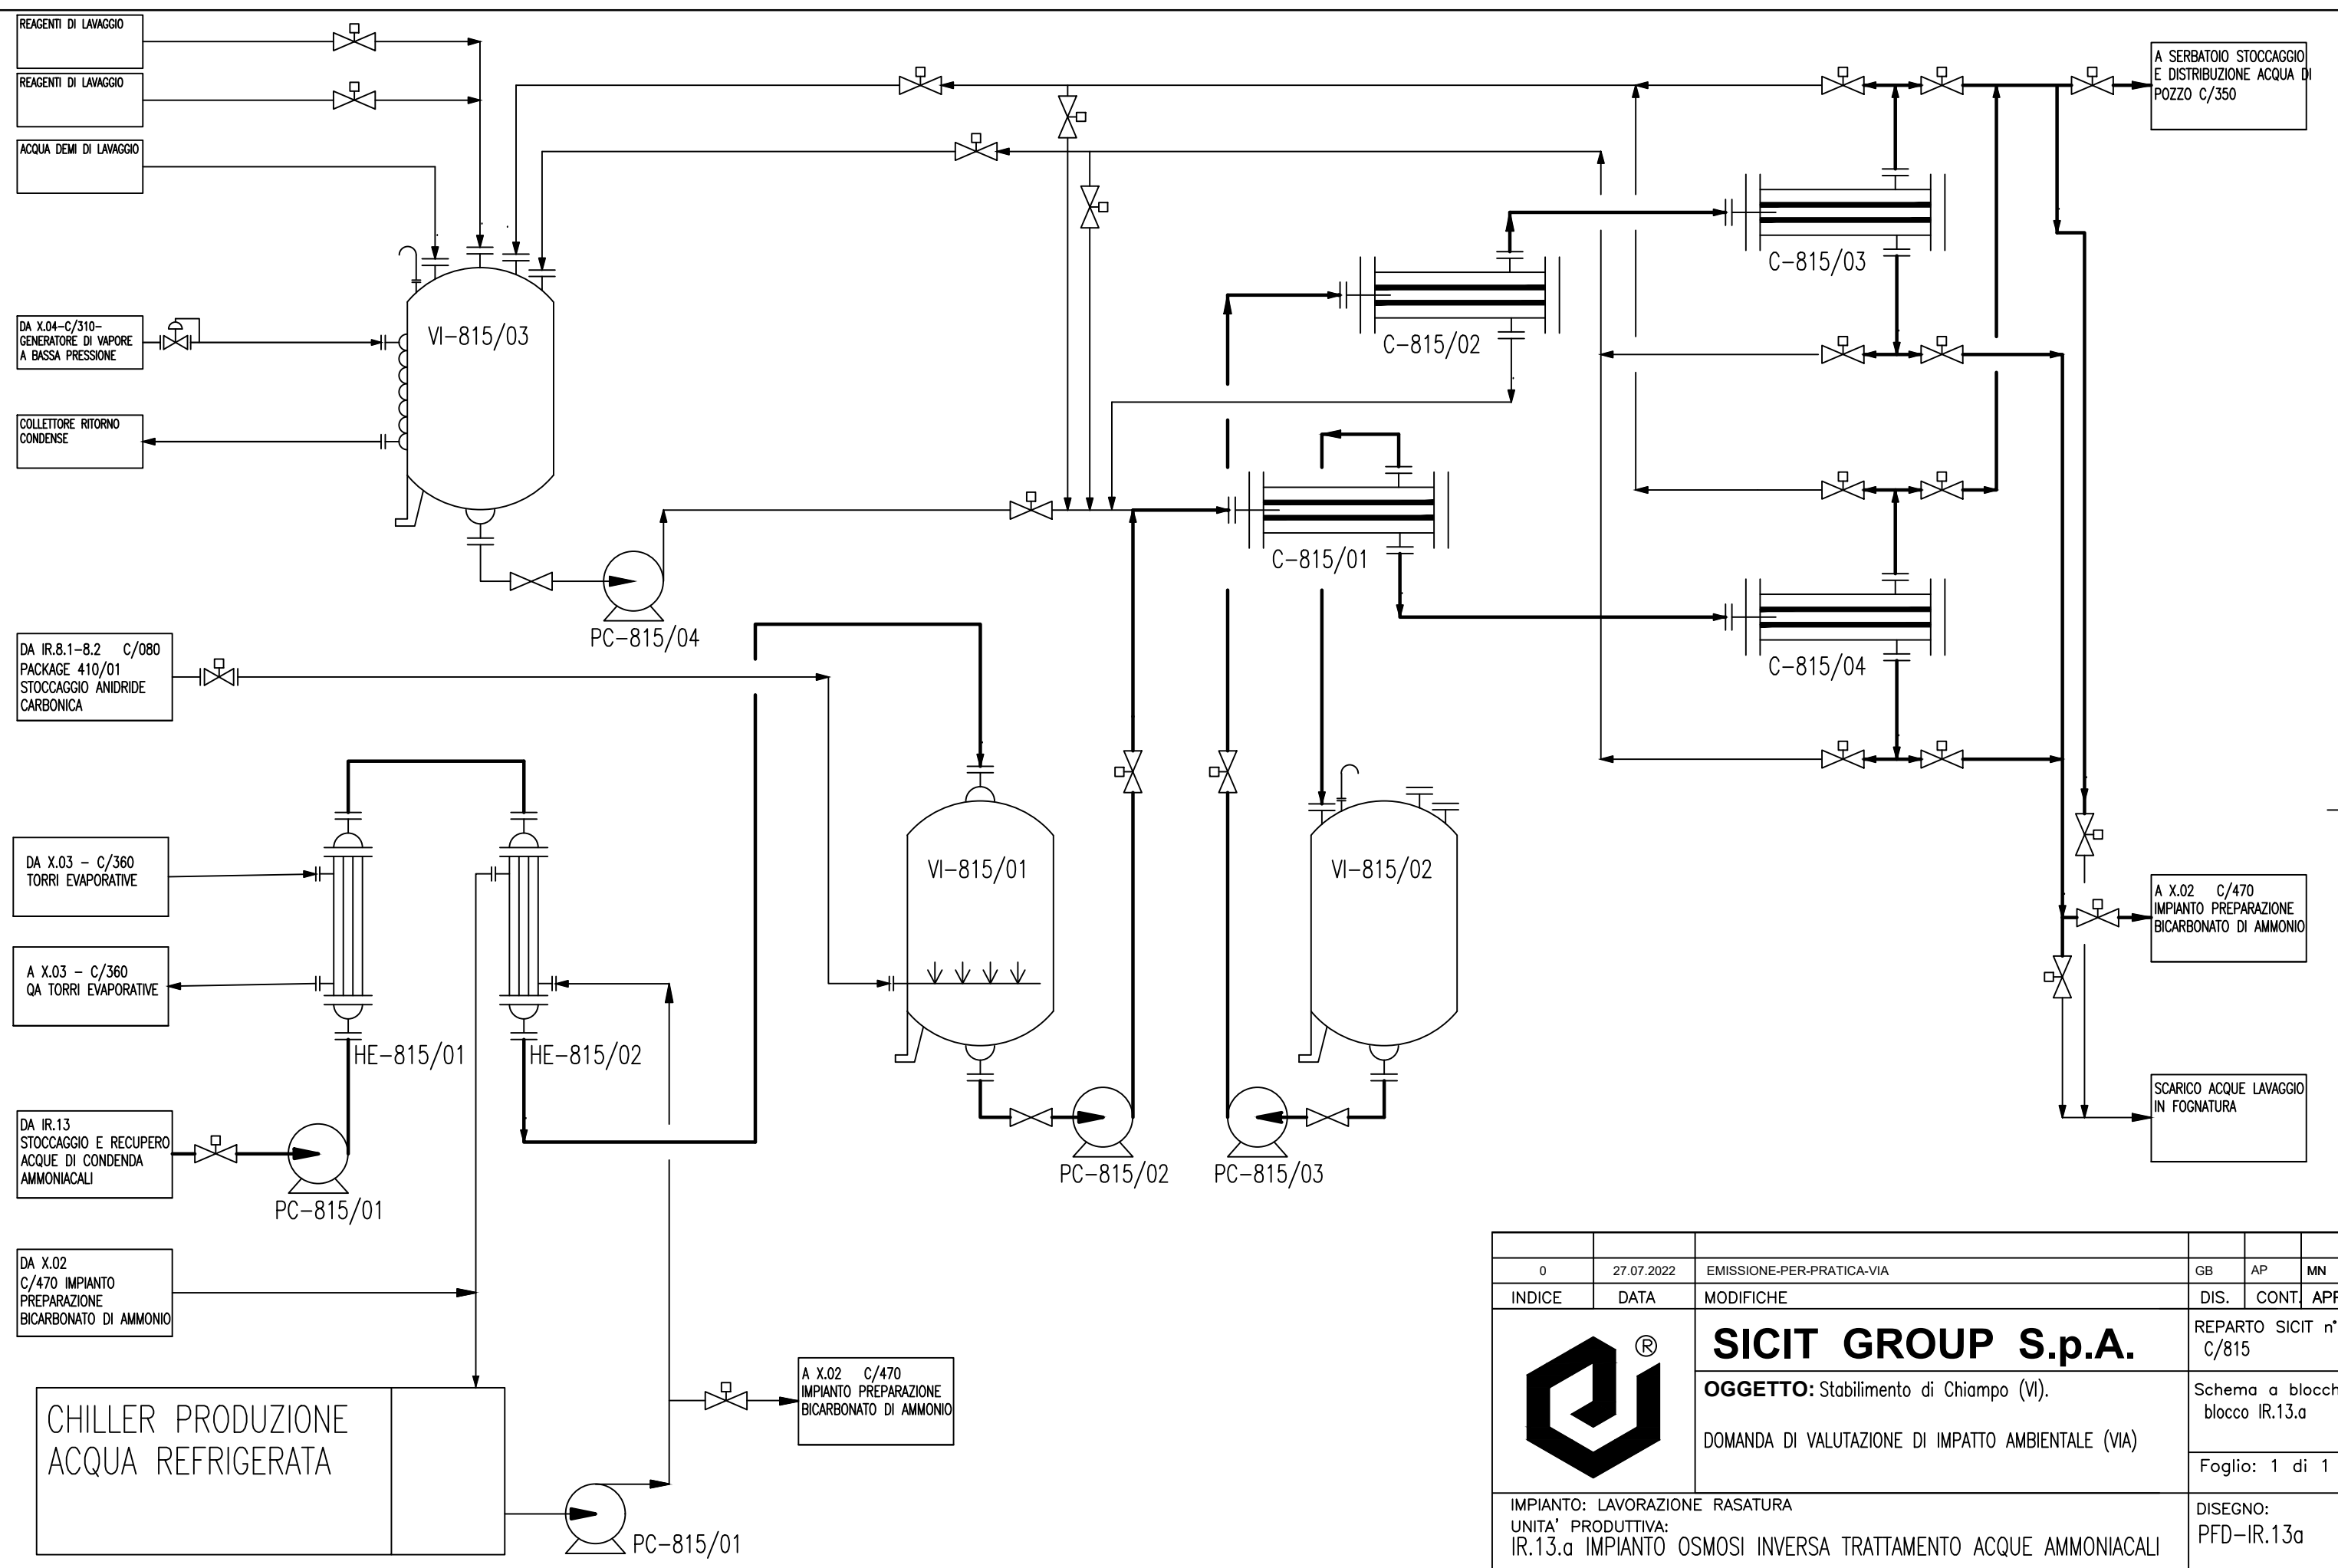 REAGENTI DI LAVAGGIO
REAGENTI DI LAVAGGIO
ACQUA DEMI DI LAVAGGIO
DA X.04-C/310-
GENERATORE DI VAPORE
A BASSA PRESSIONE
COLLETTORE RITORNO
CONDENSE
VI-815/03
PC-815/04
A SERBATOIO STOCCAGGIO
E DISTRIBUZIONE ACQUA DI
POZZO C/350
C-815/03
C-815/02
C-815/01
C-815/04
DA IR.8.1-8.2 C/080
PACKAGE 410/01
STOCCAGGIO ANIDRIDE
CARBONICA
DA X.03 - C/360
TORRI EVAPORATIVE
A X.03 - C/360
QA TORRI EVAPORATIVE
HE-815/01
HE-815/02
VI-815/01
VI-815/02
A X.02 C/470
IMPIANTO PREPARAZIONE
BICARBONATO DI AMMONIO
SCARICO ACQUE LAVAGGIO
IN FOGNATURA
DA IR.13
STOCCAGGIO E RECUPERO
ACQUE DI CONDENDA
AMMONIACALI
PC-815/01
PC-815/02
PC-815/03
DA X.02
C/470 IMPIANTO
PREPARAZIONE
BICARBONATO DI AMMONIO
A X.02 C/470
IMPIANTO PREPARAZIONE
BICARBONATO DI AMMONIO
CHILLER PRODUZIONE
ACQUA REFRIGERATA
PC-815/01
0 27.07.2022 EMISSIONE-PER-PRATICA-VIA GB AP MN
INDICE DATA MODIFICHE DIS. CONT. APP
®
SICIT GROUP S.p.A.
REPARTO SICIT n°
C/815
OGGETTO: Stabilimento di Chiampo (VI).
DOMANDA DI VALUTAZIONE DI IMPATTO AMBIENTALE (VIA)
Schema a blocch
blocco IR.13.a
Foglio: 1 di 1
IMPIANTO: LAVORAZIONE RASATURA
UNITA' PRODUTTIVA:
IR.13.a IMPIANTO OSMOSI INVERSA TRATTAMENTO ACQUE AMMONIACALI
DISEGNO:
PFD-IR.13a